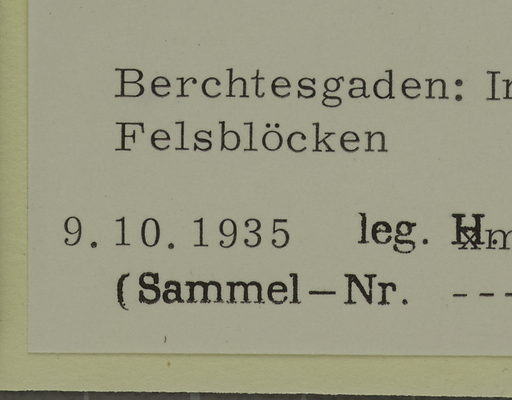 Berchtesgaden:
Felsblöcken
9.10.1935 leg.
(Sammel-Nr. ---